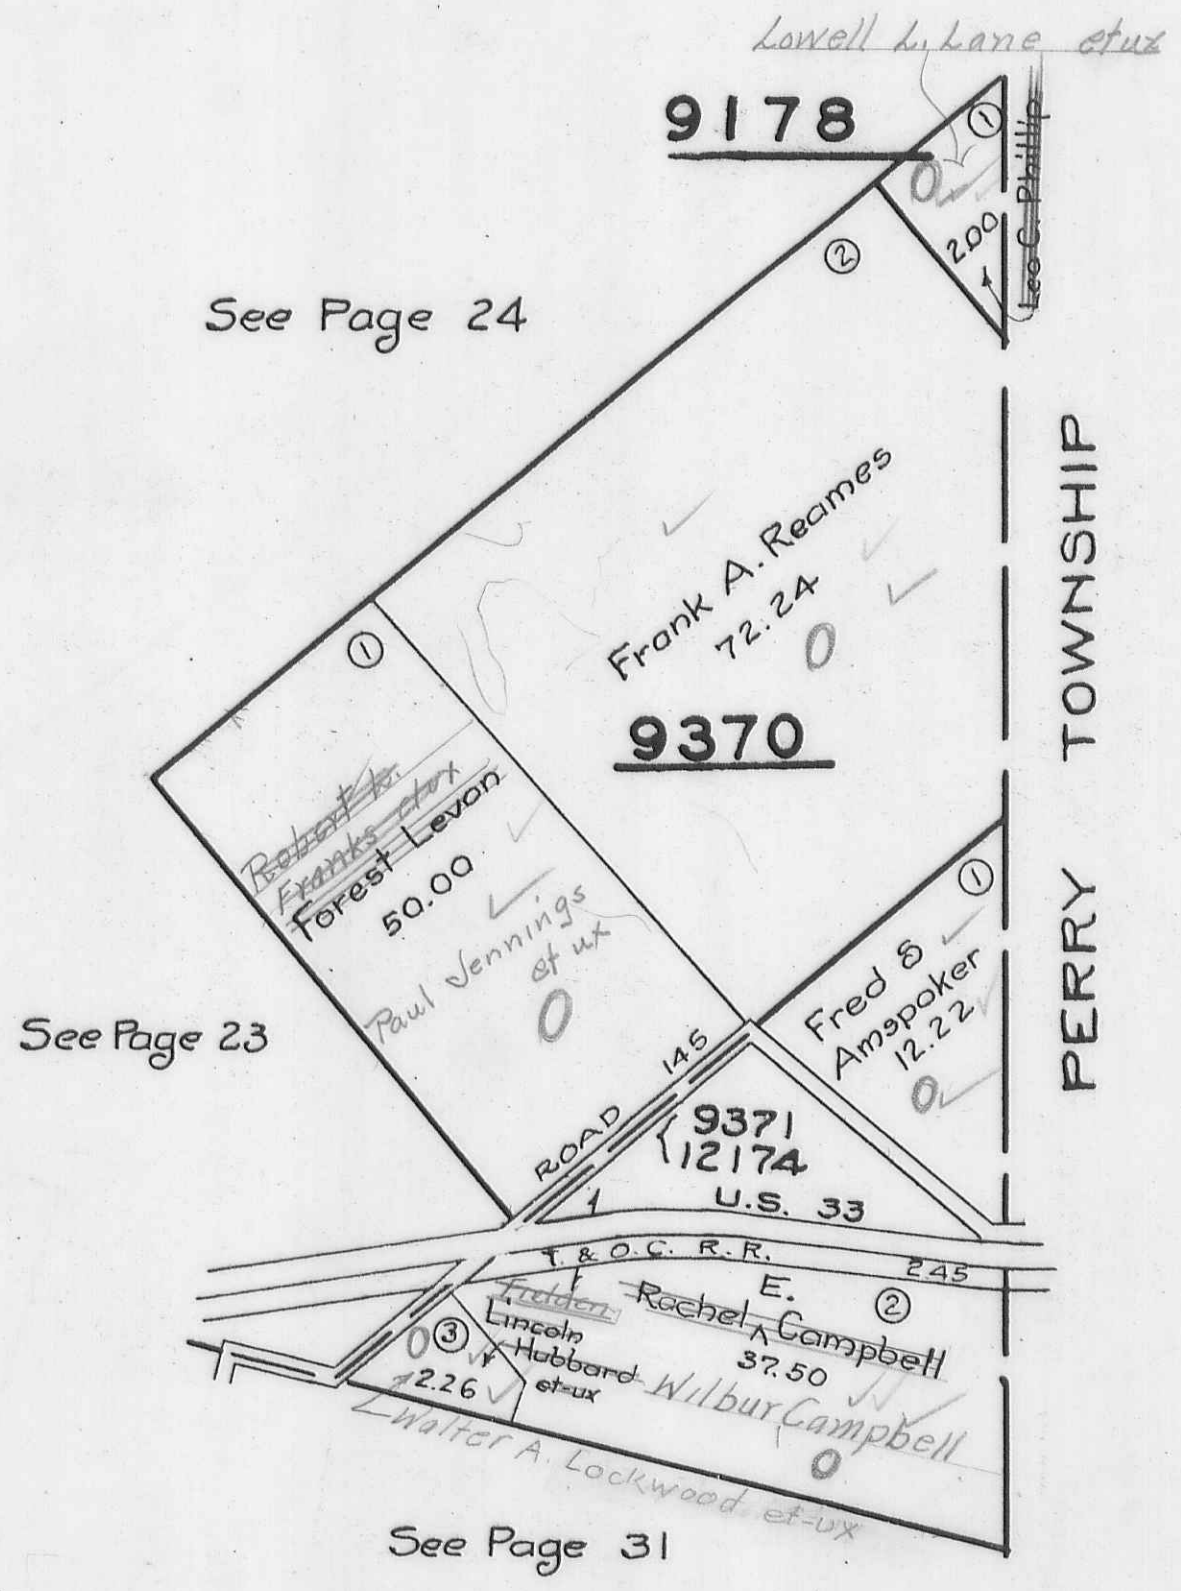 Lowell L. Lane etux
9178
1
Leo C. Phillip
0
2.00
2
See Page 24
Frank A. Reames
72.24
0
9370
1
Robert
Franks etux
Forest Levan
50.00
Paul Jennings
et ux
0
1
Fred &
Amspoker
12.22
0
PERRY TOWNSHIP
See Page 23
ROAD 145
9371
12174
U.S. 33
T. & O.C. R.R.
2.45
Fielden
Lincoln
Hubbard
et-ux
E.
Rachel ^ Campbell
37.50
2
0
3
2.26
Wilbur Campbell
0
Walter A. Lockwood et-ux
See Page 31